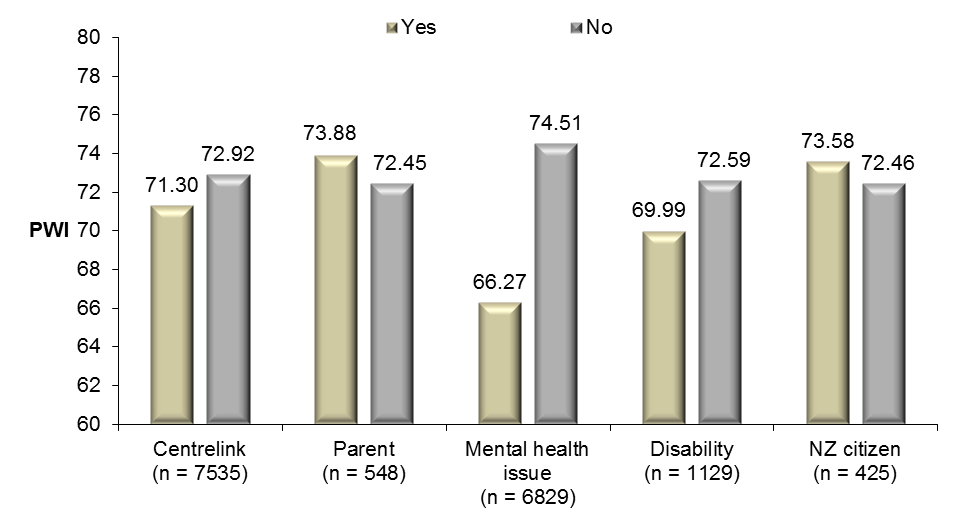 Yes No
80
78
76
74
72
PWI 70
68
66
64
62
60
71.30 72.92 73.88 72.45 66.27 74.51 69.99 72.59 73.58 72.46
Centrelink
(n = 7535)
Parent
(n = 548)
Mental health
issue
(n = 6829)
Disability
(n = 1129)
NZ citizen
(n = 425)